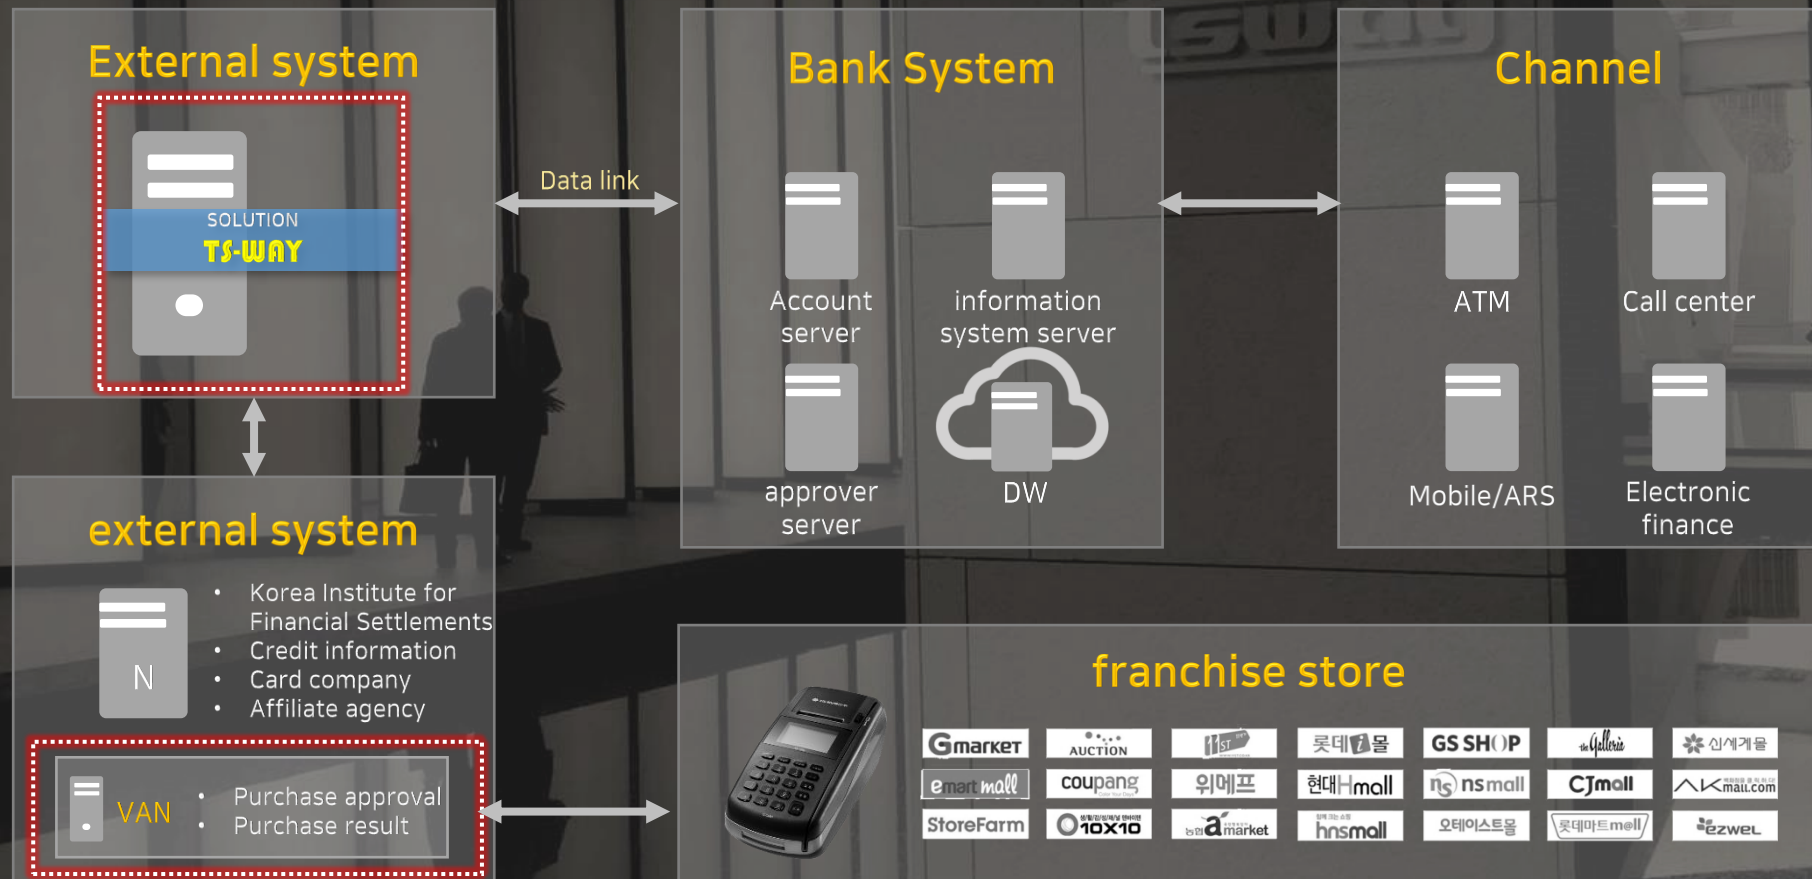 tsway
External system
SOLUTION
TS-WAY
Data link
Bank System
Account
server
information
system server
approver
server
DW
Channel
ATM
Call center
Mobile/ARS
Electronic
finance
external system
N
• Korea Institute for
Financial Settlements
• Credit information
• Card company
• Affiliate agency
VAN
• Purchase approval
• Purchase result
franchise store
Gmarket
AUCTION
11ST
롯데i몰
GS SHOP
the Galleria
신세계몰
emart mall
coupang
위메프
현대Hmall
ns nsmall
CJmall
AKmall.com
StoreFarm
10X10
농협 a market
hnsmall
오테이스트몰
롯데마트m@ll
ezwel